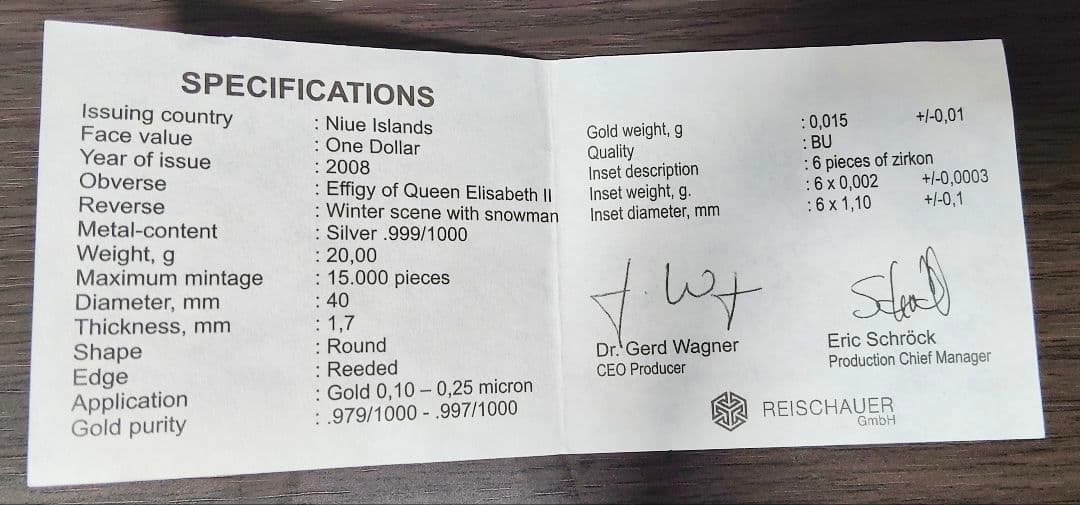 SPECIFICATIONS
Issuing country : Niue Islands
Face value : One Dollar
Year of issue : 2008
Obverse : Effigy of Queen Elisabeth II
Reverse : Winter scene with snowman
Metal-content : Silver .999/1000
Weight, g : 20,00
Maximum mintage : 15.000 pieces
Diameter, mm : 40
Thickness, mm : 1,7
Shape : Round
Edge : Reeded
Application : Gold 0,10 – 0,25 micron
Gold purity : .979/1000 - .997/1000
Gold weight, g : 0,015 +/-0,01
Quality : BU
Inset description : 6 pieces of zirkon
Inset weight, g. : 6 x 0,002 +/-0,0003
Inset diameter, mm : 6 x 1,10 +/-0,1
Dr. Gerd Wagner
CEO Producer
Eric Schröck
Production Chief Manager
REISCHAUER
GmbH